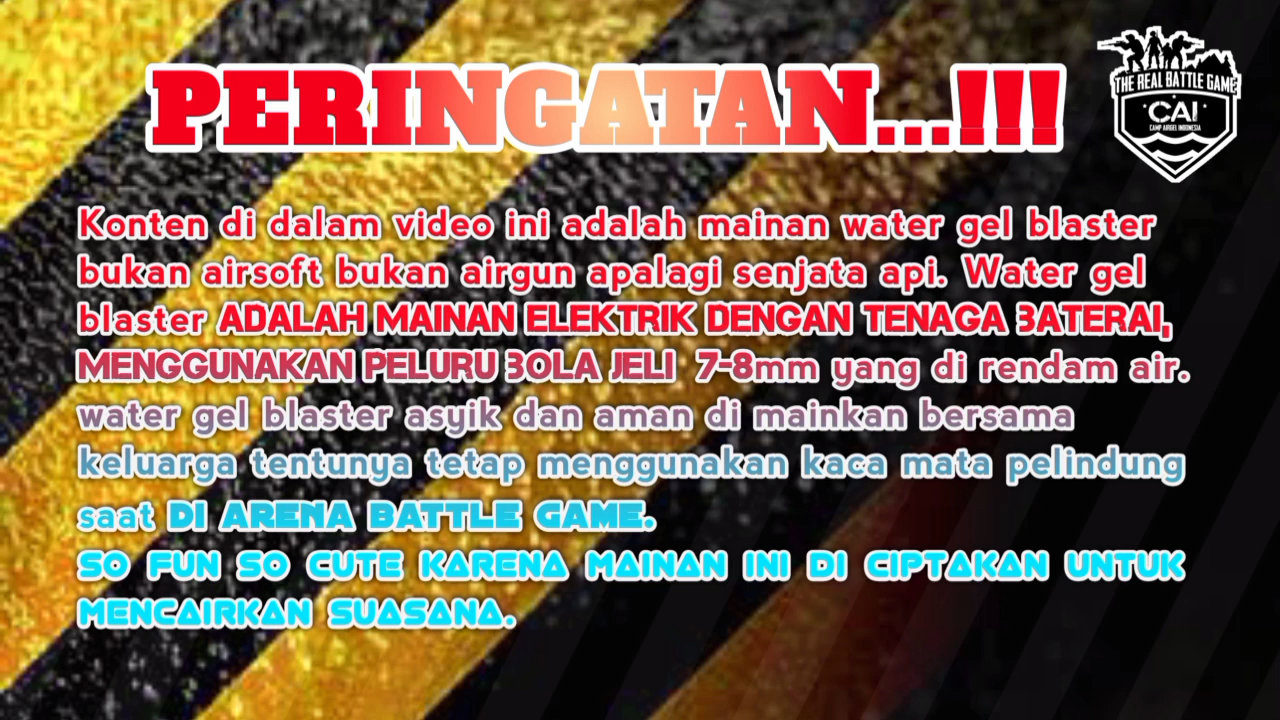 PERINGATAN...!!!
THE REAL BATTLE GAME
CAI
CAMP AIRGEL INDONESIA
Konten di dalam video ini adalah mainan water gel blaster
bukan airsoft bukan airgun apalagi senjata api. Water gel
blaster ADALAH MAINAN ELEKTRIK DENGAN TENAGA BATERAI,
MENGGUNAKAN PELURU BOLA JELI 7-8mm yang di rendam air.
water gel blaster asyik dan aman di mainkan bersama
keluarga tentunya tetap menggunakan kaca mata pelindung
saat DI ARENA BATTLE GAME.
SO FUN SO CUTE KARENA MAINAN INI DI CIPTAKAN UNTUK
MENCAIRKAN SUASANA.